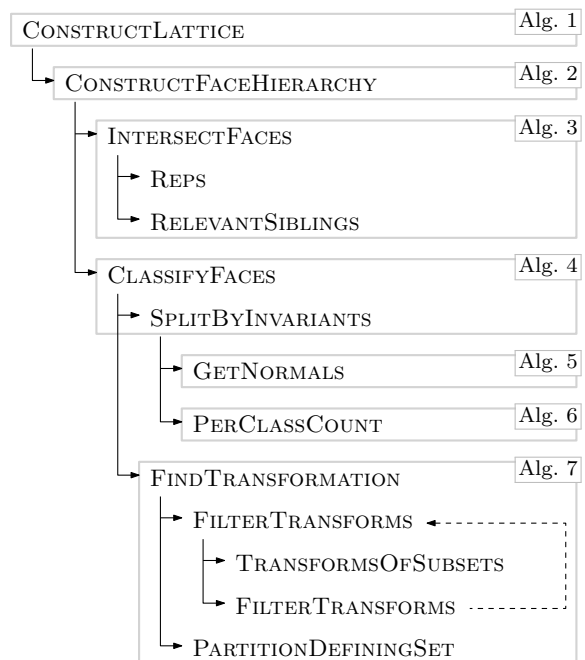 Alg. 1
CONSTRUCTLATTICE
Alg. 2
CONSTRUCTFACEHIERARCHY
Alg. 3
INTERSECTFACES
REPS
RELEVANTSIBLINGS
Alg. 4
CLASSIFYFACES
SPLITBYINVARIANTS
Alg. 5
GETNORMALS
Alg. 6
PERCLASSCOUNT
Alg. 7
FINDTRANSFORMATION
FILTERTRANSFORMS
TRANSFORMSOFSUBSETS
FILTERTRANSFORMS
PARTITIONDEFININGSET